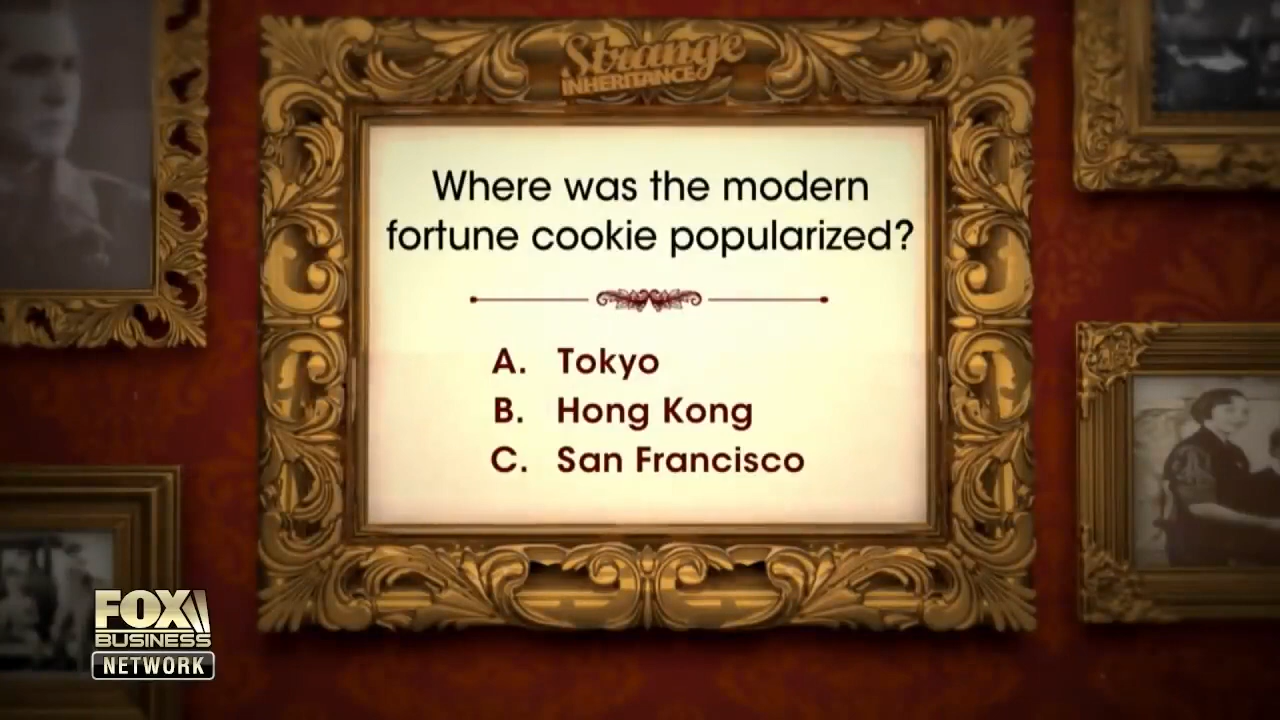 Strange
INHERITANCE
Where was the modern
fortune cookie popularized?
A. Tokyo
B. Hong Kong
C. San Francisco
FOX
BUSINESS
NETWORK